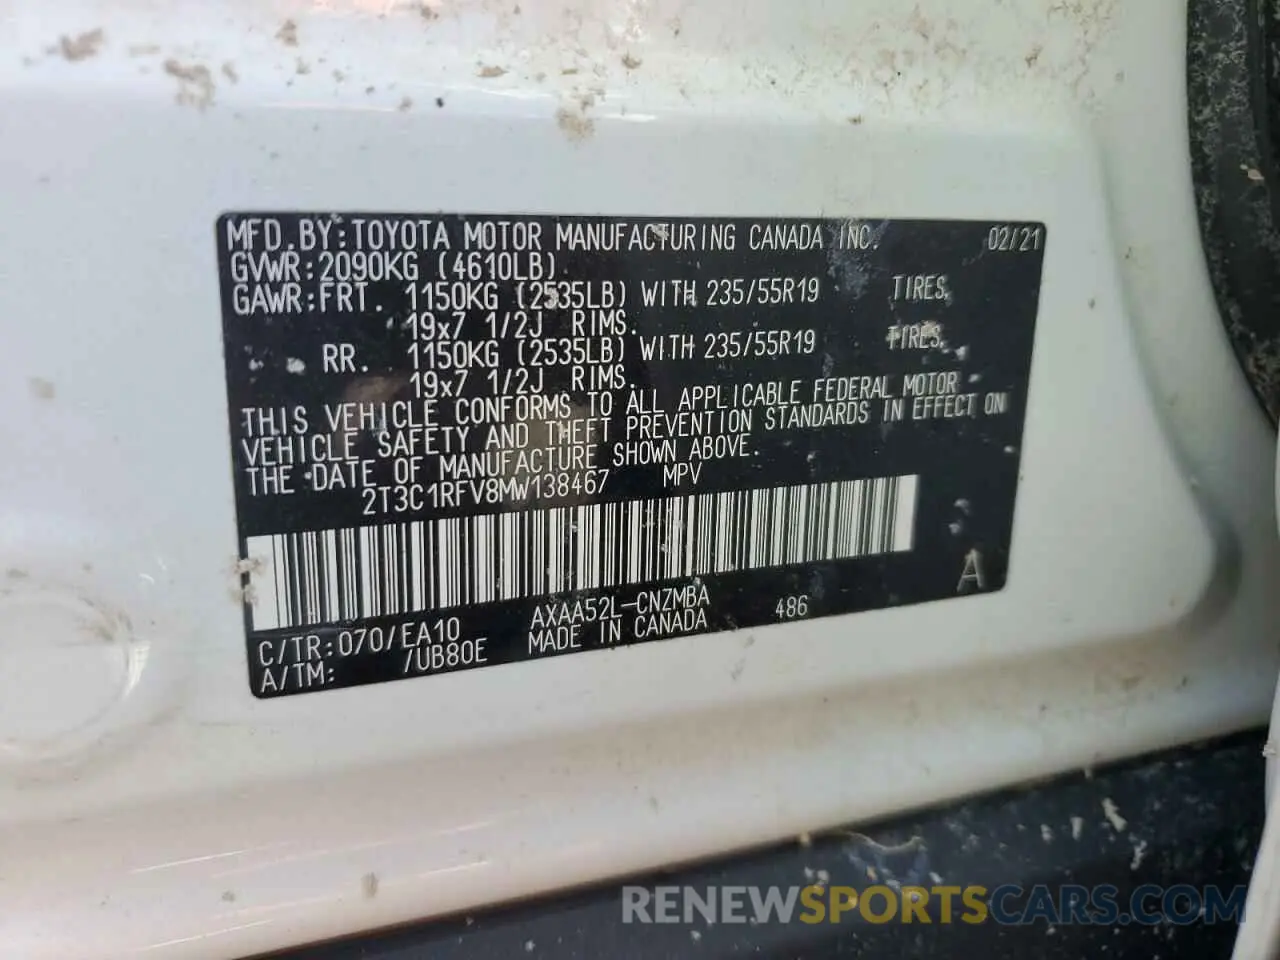 MFD.BY:TOYOTA MOTOR MANUFACTURING CANADA INC. 02/21
GVWR:2090KG (4610LB)
GAWR:FRT. 1150KG (2535LB) WITH 235/55R19 TIRES,
19x7 1/2J RIMS.
RR. 1150KG (2535LB) WITH 235/55R19 TIRES,
19x7 1/2J RIMS.
THIS VEHICLE CONFORMS TO ALL APPLICABLE FEDERAL MOTOR
VEHICLE SAFETY AND THEFT PREVENTION STANDARDS IN EFFECT ON
THE DATE OF MANUFACTURE SHOWN ABOVE.
2T3C1RFV8MW138467 MPV
A
C/TR:070/EA10 AXAA52L-CNZMBA 486
A/TM: /UB80E MADE IN CANADA
RENEWSPORTSCARS.COM